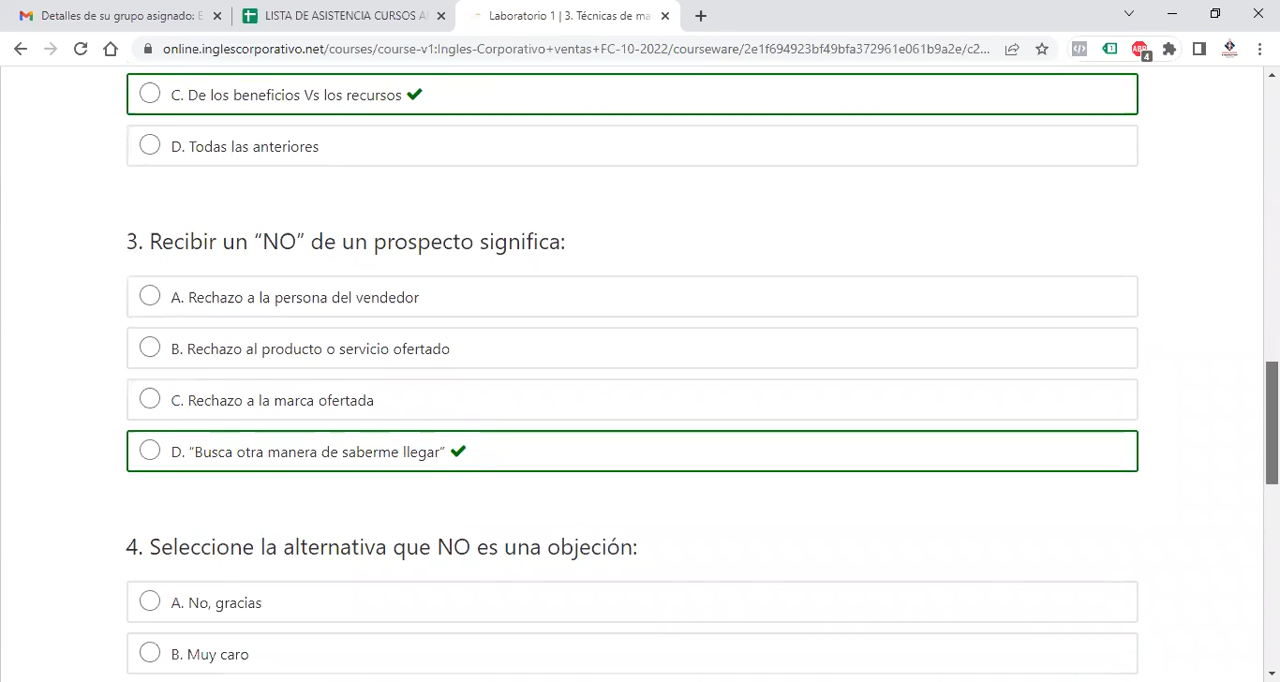 Detalles de su grupo asignado: E
LISTA DE ASISTENCIA CURSOS A
Laboratorio 1 | 3. Técnicas de ma
online.inglescorporativo.net/courses/course-v1:Ingles-Corporativo+ventas+FC-10-2022/courseware/2e1f694923bf49bfa372961e061b9a2e/c2...
ABP
4
C. De los beneficios Vs los recursos
D. Todas las anteriores
3. Recibir un “NO” de un prospecto significa:
A. Rechazo a la persona del vendedor
B. Rechazo al producto o servicio ofertado
C. Rechazo a la marca ofertada
D. “Busca otra manera de saberme llegar”
4. Seleccione la alternativa que NO es una objeción:
A. No, gracias
B. Muy caro